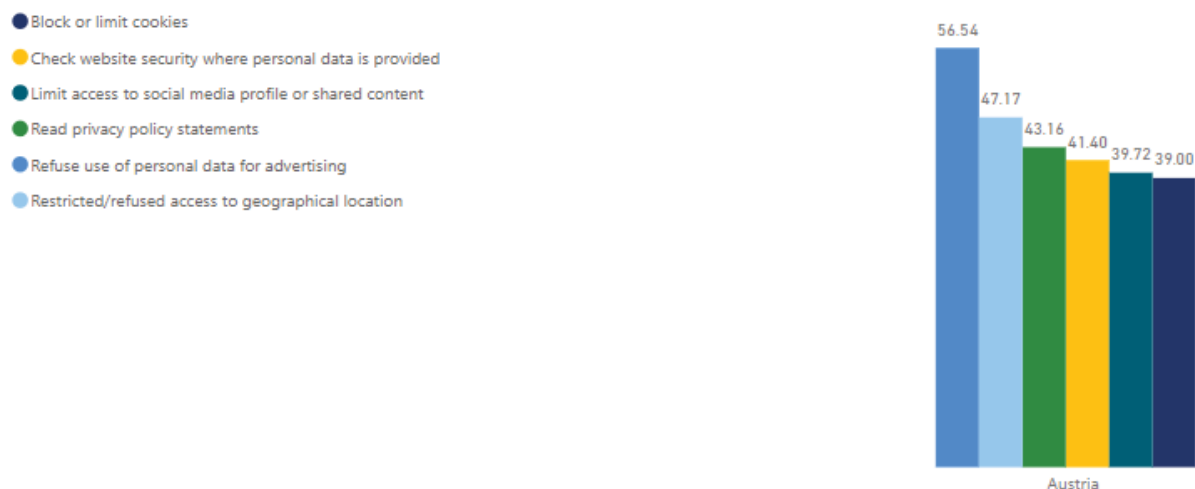 Block or limit cookies
Check website security where personal data is provided
Limit access to social media profile or shared content
Read privacy policy statements
Refuse use of personal data for advertising
Restricted/refused access to geographical location
56.54
47.17
43.16
41.40
39.72
39.00
Austria